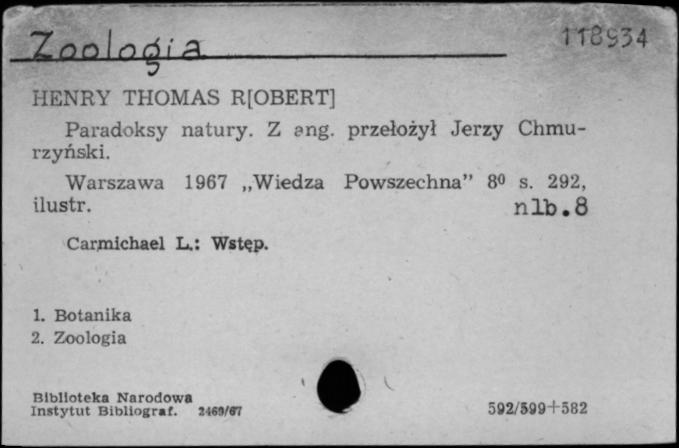 Zoologia 118934
HENRY THOMAS R[OBERT]
Paradoksy natury. Z ang. przełożył Jerzy Chmu-
rzyński.
Warszawa 1967 „Wiedza Powszechna” 8⁰ s. 292,
ilustr. nlb.8
Carmichael L.: Wstęp.
1. Botanika
2. Zoologia
Biblioteka Narodowa
Instytut Bibliograf. 2469/67 592/599+582